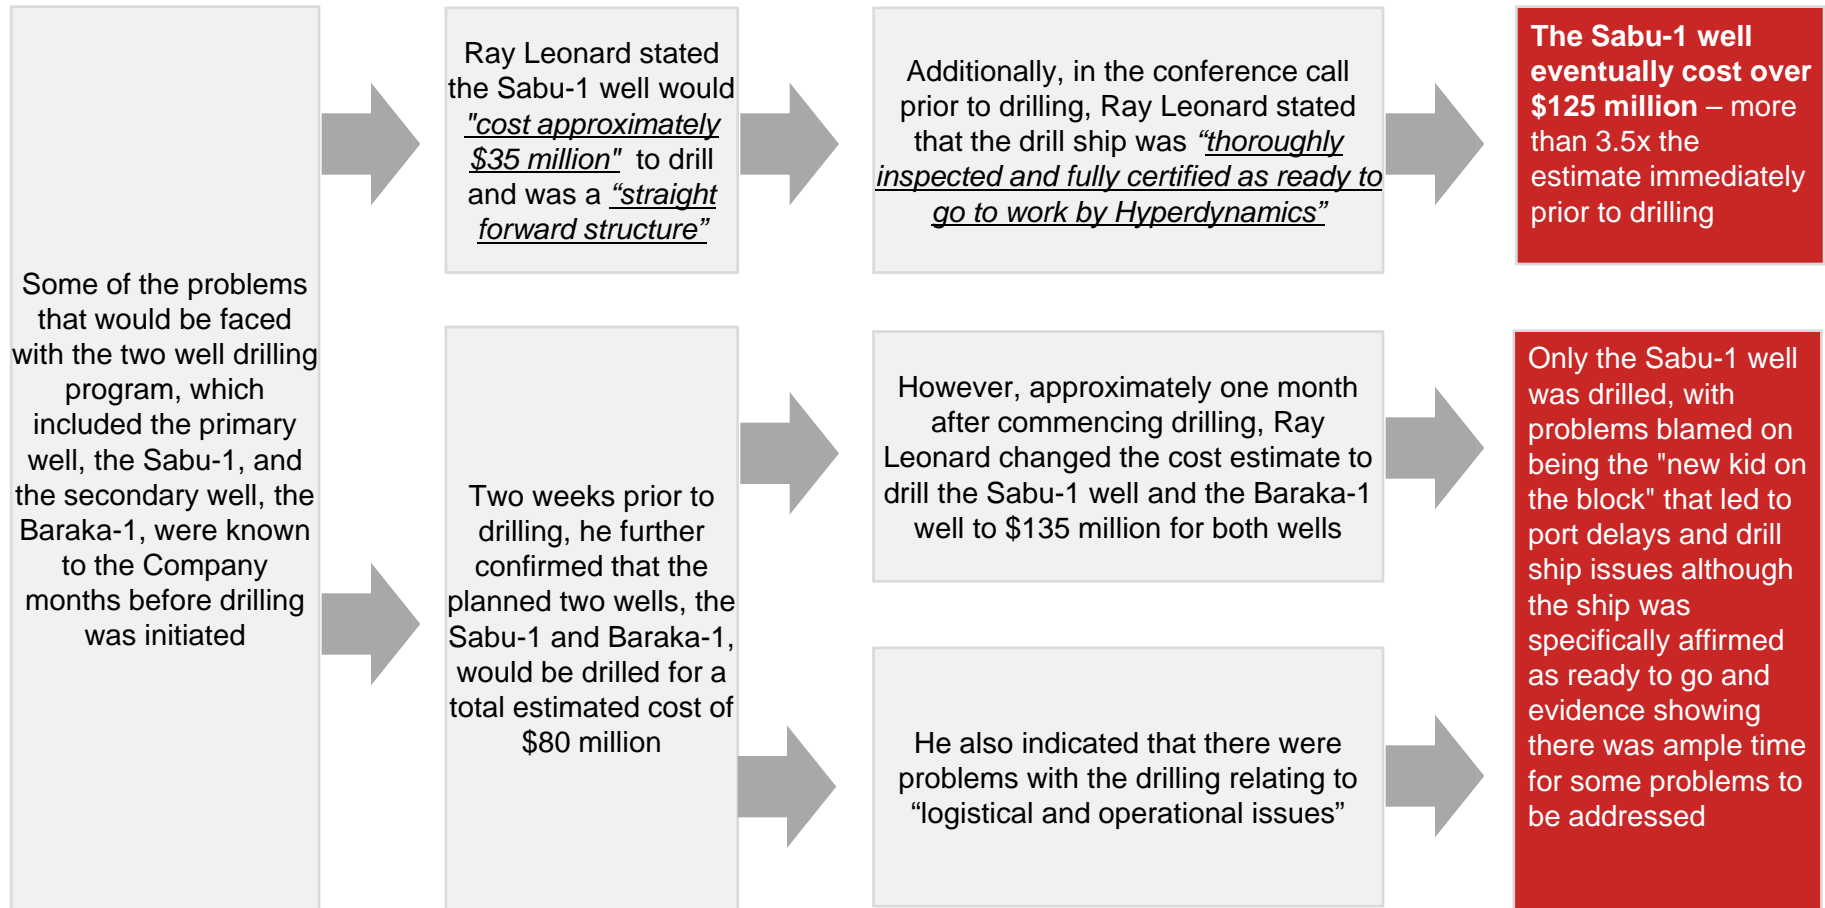 Some of the problems
that would be faced
with the two well drilling
program, which
included the primary
well, the Sabu-1, and
the secondary well, the
Baraka-1, were known
to the Company
months before drilling
was initiated
Ray Leonard stated
the Sabu-1 well would
"cost approximately
$35 million" to drill
and was a “straight
forward structure”
Additionally, in the conference call
prior to drilling, Ray Leonard stated
that the drill ship was “thoroughly
inspected and fully certified as ready to
go to work by Hyperdynamics”
The Sabu-1 well
eventually cost over
$125 million – more
than 3.5x the
estimate immediately
prior to drilling
Two weeks prior to
drilling, he further
confirmed that the
planned two wells, the
Sabu-1 and Baraka-1,
would be drilled for a
total estimated cost of
$80 million
However, approximately one month
after commencing drilling, Ray
Leonard changed the cost estimate to
drill the Sabu-1 well and the Baraka-1
well to $135 million for both wells
He also indicated that there were
problems with the drilling relating to
“logistical and operational issues”
Only the Sabu-1 well
was drilled, with
problems blamed on
being the "new kid on
the block" that led to
port delays and drill
ship issues although
the ship was
specifically affirmed
as ready to go and
evidence showing
there was ample time
for some problems to
be addressed